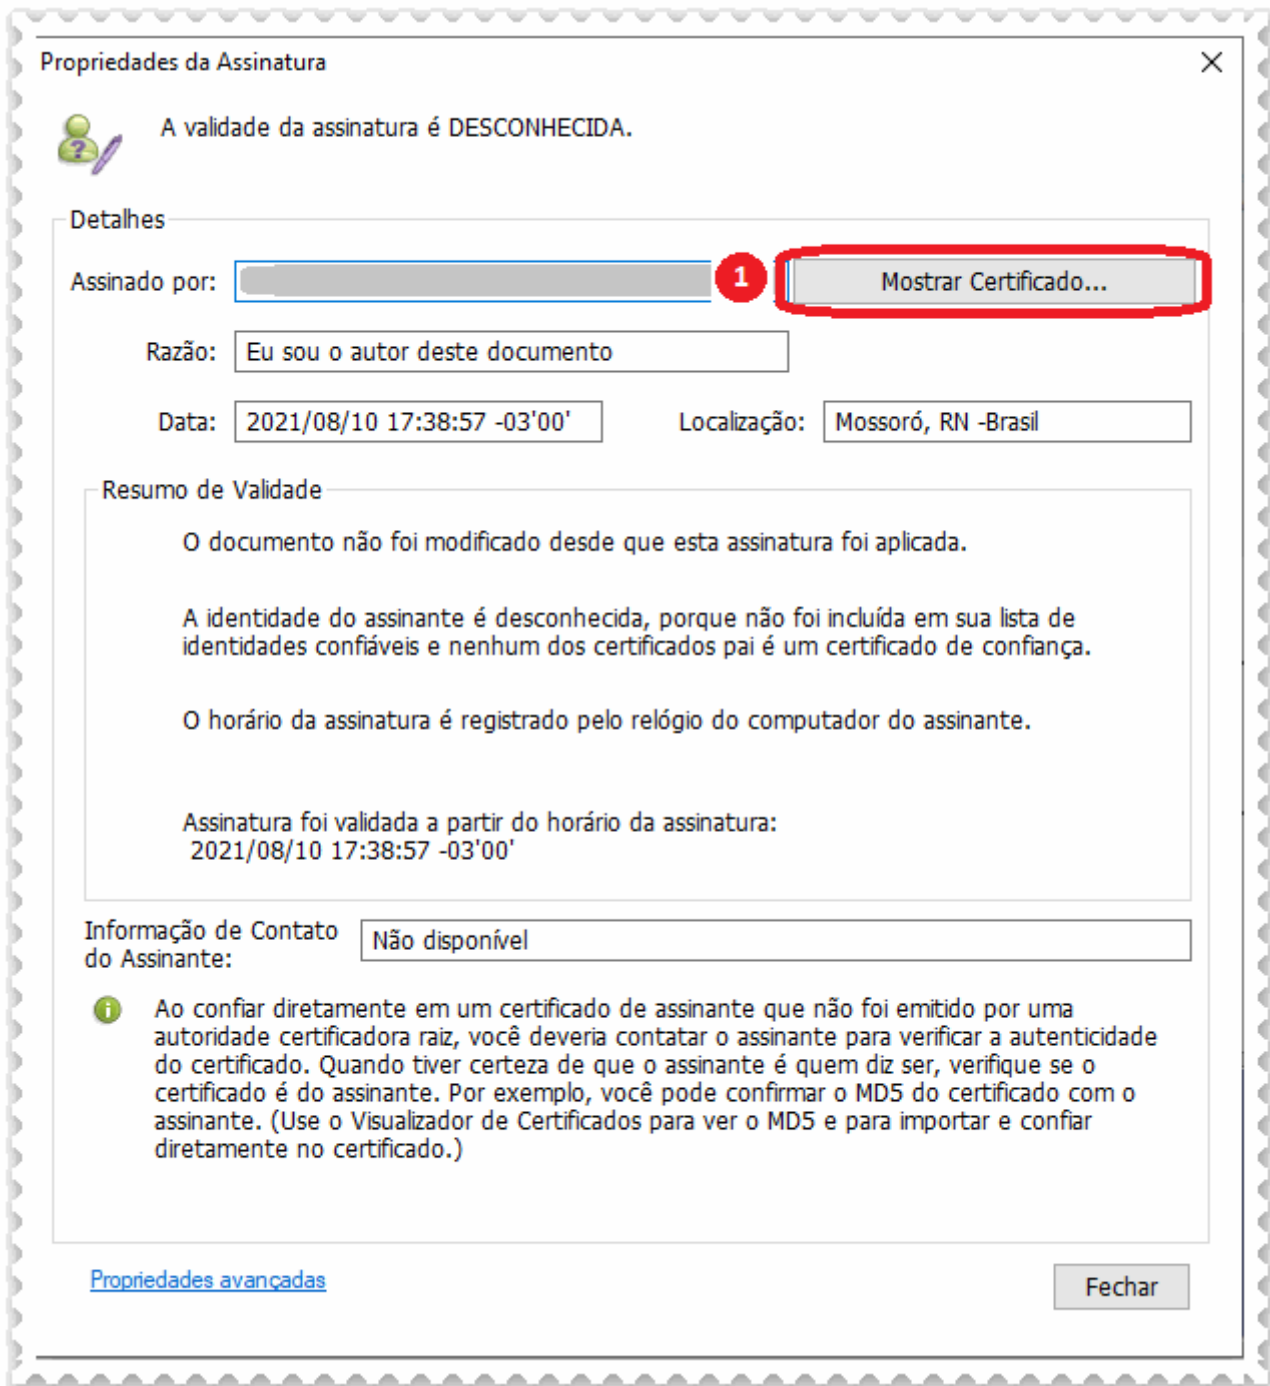 Propriedades da Assinatura
A validade da assinatura é DESCONHECIDA.
Detalhes
Assinado por:
1
Mostrar Certificado...
Razão: Eu sou o autor deste documento
Data: 2021/08/10 17:38:57 -03'00' Localização: Mossoró, RN -Brasil
Resumo de Validade
O documento não foi modificado desde que esta assinatura foi aplicada.
A identidade do assinante é desconhecida, porque não foi incluída em sua lista de
identidades confiáveis e nenhum dos certificados pai é um certificado de confiança.
O horário da assinatura é registrado pelo relógio do computador do assinante.
Assinatura foi validada a partir do horário da assinatura:
2021/08/10 17:38:57 -03'00'
Informação de Contato
do Assinante:
Não disponível
Ao confiar diretamente em um certificado de assinante que não foi emitido por uma
autoridade certificadora raiz, você deveria contatar o assinante para verificar a autenticidade
do certificado. Quando tiver certeza de que o assinante é quem diz ser, verifique se o
certificado é do assinante. Por exemplo, você pode confirmar o MD5 do certificado com o
assinante. (Use o Visualizador de Certificados para ver o MD5 e para importar e confiar
diretamente no certificado.)
Propriedades avançadas
Fechar